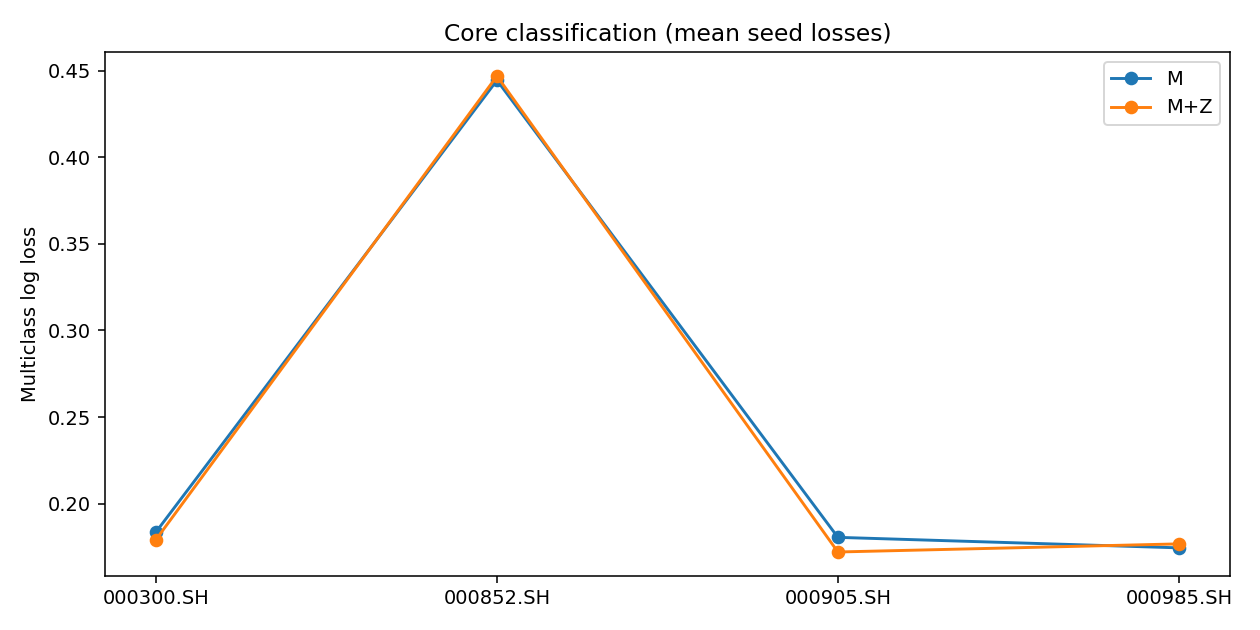 Core classification (mean seed losses)
Multiclass log loss
0.45
0.40
0.35
0.30
0.25
0.20
M
M+Z
000300.SH
000852.SH
000905.SH
000985.SH